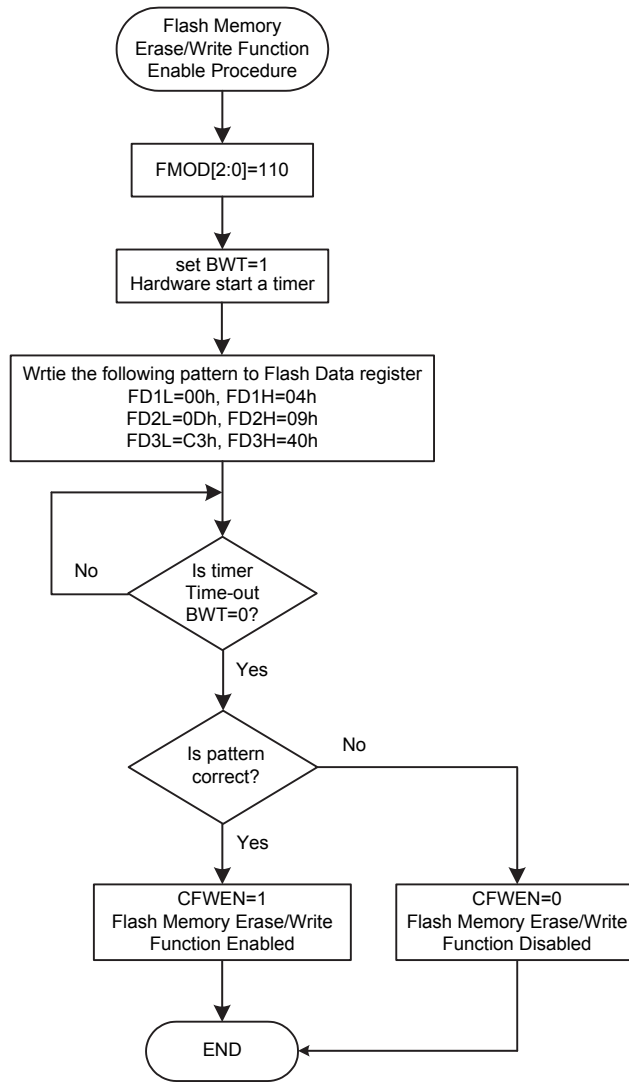 Flash Memory
Erase/Write Function
Enable Procedure
FMOD[2:0]=110
set BWT=1
Hardware start a timer
Wrtie the following pattern to Flash Data register
FD1L=00h, FD1H=04h
FD2L=0Dh, FD2H=09h
FD3L=C3h, FD3H=40h
No
Is timer
Time-out
BWT=0?
Yes
Is pattern
correct?
No
Yes
CFWEN=1
Flash Memory Erase/Write
Function Enabled
CFWEN=0
Flash Memory Erase/Write
Function Disabled
END